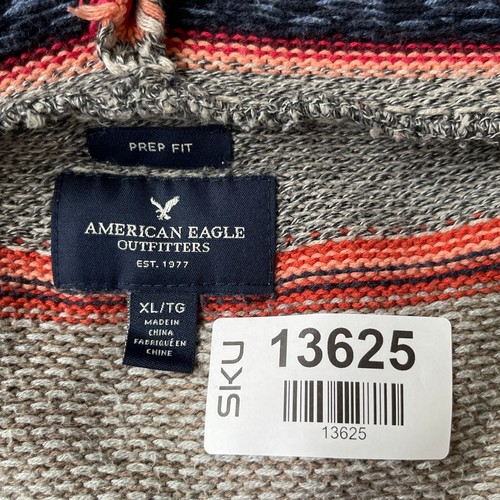 PREP FIT
AMERICAN EAGLE
OUTFITTERS
EST. 1977
XL/TG
MADE IN
CHINA
FABRIQUÉ EN
CHINE
SKU
13625
13625